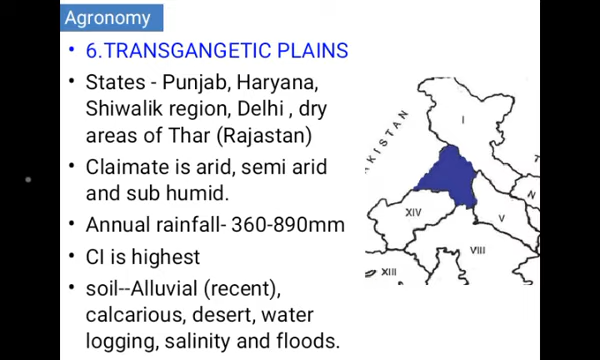 Agronomy
• 6.TRANSGANGETIC PLAINS
• States - Punjab, Haryana,
Shiwalik region, Delhi , dry
areas of Thar (Rajastan)
• Claimate is arid, semi arid
and sub humid.
• Annual rainfall- 360-890mm
• CI is highest
• soil--Alluvial (recent),
calcarious, desert, water
logging, salinity and floods.
I
AKISTAN
XIV
V
N
VIII
XIII